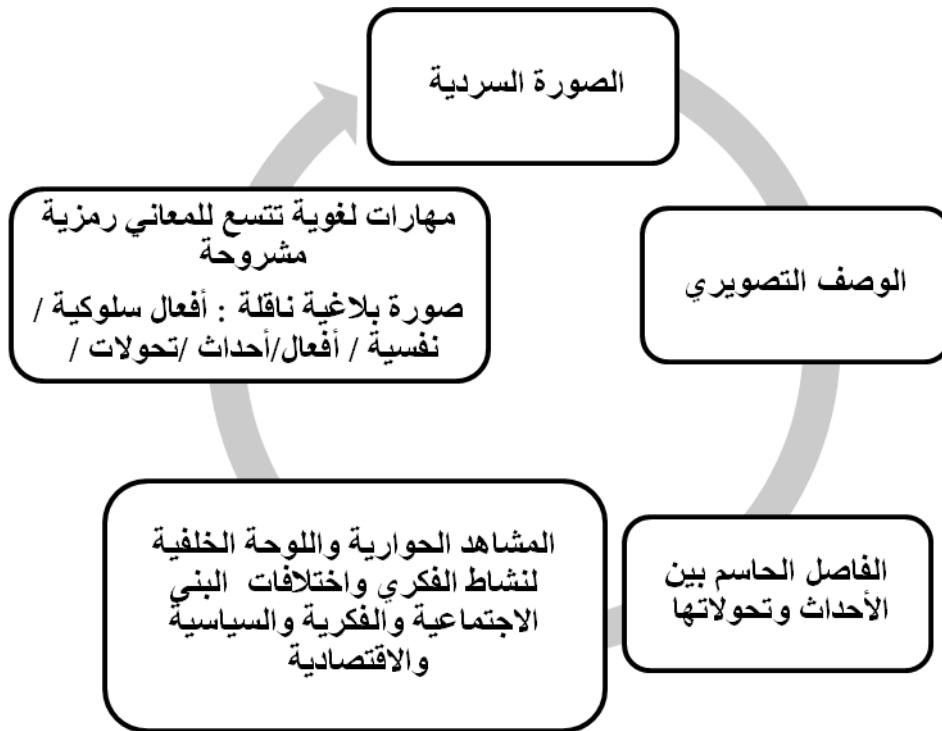 الصورة السردية
الوصف التصويري
الفاصل الحاسم بين
الأحداث وتحولاتها
المشاهد الحوارية واللوحة الخلفية
لنشاط الفكري واختلافات البنى
الاجتماعية والفكرية والسياسية
والاقتصادية
مهارات لغوية تتسع للمعاني رمزية
مشروحة
صورة بلاغية ناقلة : أفعال سلوكية /
نفسية / أفعال/أحداث /تحولات /